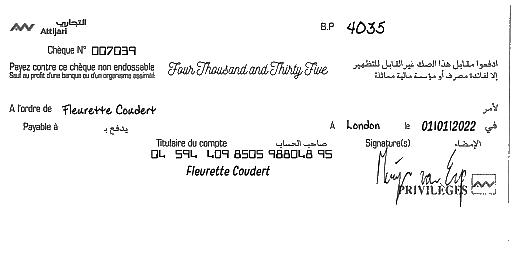 التجاري
Attijari
B.P 4035
Chèque N° 007039
Payez contre ce chèque non endossable
Sauf au profit d'une banque ou d'un organisme assimilé
Four Thousand and Thirty Five
ادفعوا مقابل هذا الصك غير القابل للتظهير
إلا لفائدة مصرف أو مؤسسة مالية مماثلة
A l'ordre de Fleurette Coudert
لأمر
Payable à
يدفع بـ
A London le 01/01/2022 في
Titulaire du compte صاحب الحساب
Signature(s) الإمضاء
04 594 409 8505 988048 95
Fleurette Coudert
PRIVILÈGES